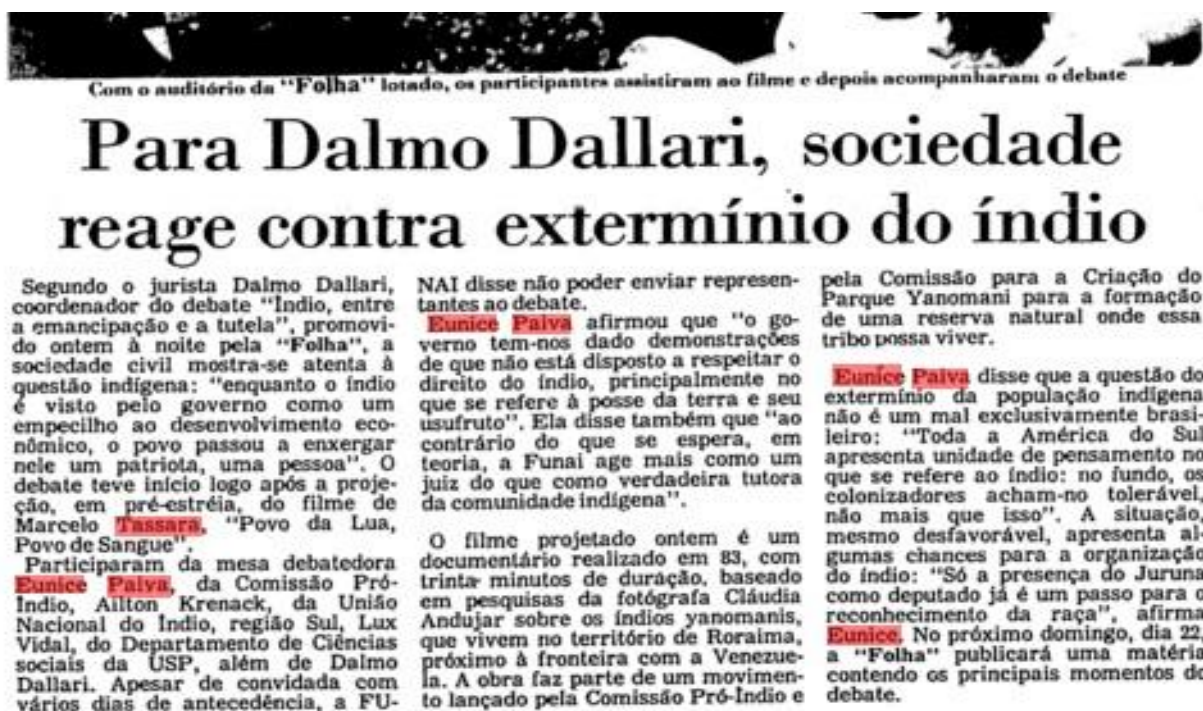 Com o auditório da "Folha" lotado, os participantes assistiram ao filme e depois acompanharam o debate
Para Dalmo Dallari, sociedade
reage contra extermínio do índio
Segundo o jurista Dalmo Dallari,
coordenador do debate "Índio, entre
a emancipação e a tutela", promovi-
do ontem à noite pela "Folha", a
sociedade civil mostra-se atenta à
questão indígena: "enquanto o índio
é visto pelo governo como um
empecilho ao desenvolvimento eco-
nômico, o povo passou a enxergar
nele um patriota, uma pessoa". O
debate teve início logo após a proje-
ção, em pré-estréia, do filme de
Marcelo Tassara, "Povo da Lua,
Povo de Sangue".
Participaram da mesa debatedora
Eunice Paiva, da Comissão Pró-
Índio, Ailton Krenack, da União
Nacional do Índio, região Sul, Lux
Vidal, do Departamento de Ciências
sociais da USP, além de Dalmo
Dallari. Apesar de convidada com
vários dias de antecedência, a FU-
NAI disse não poder enviar represen-
tantes ao debate.
Eunice Paiva afirmou que "o go-
verno tem-nos dado demonstrações
de que não está disposto a respeitar o
direito do índio, principalmente no
que se refere à posse da terra e seu
usufruto". Ela disse também que "ao
contrário do que se espera, em
teoria, a Funai age mais como um
juiz do que como verdadeira tutora
da comunidade indígena".
O filme projetado ontem é um
documentário realizado em 83, com
trinta minutos de duração, baseado
em pesquisas da fotógrafa Cláudia
Andujar sobre os índios yanomanis,
que vivem no território de Roraima,
próximo à fronteira com a Venezue-
la. A obra faz parte de um movimen-
to lançado pela Comissão Pró-Índio e
pela Comissão para a Criação do
Parque Yanomani para a formação
de uma reserva natural onde essa
tribo possa viver.
Eunice Paiva disse que a questão do
extermínio da população indígena
não é um mal exclusivamente brasi
leiro: "Toda a América do Sul
apresenta unidade de pensamento no
que se refere ao índio: no fundo, os
colonizadores acham-no tolerável,
não mais que isso". A situação,
mesmo desfavorável, apresenta al-
gumas chances para a organização
do índio: "Só a presença do Juruna
como deputado já é um passo para o
reconhecimento da raça", afirma
Eunice. No próximo domingo, dia 22,
a "Folha" publicará uma matéria
contendo os principais momentos do
debate.